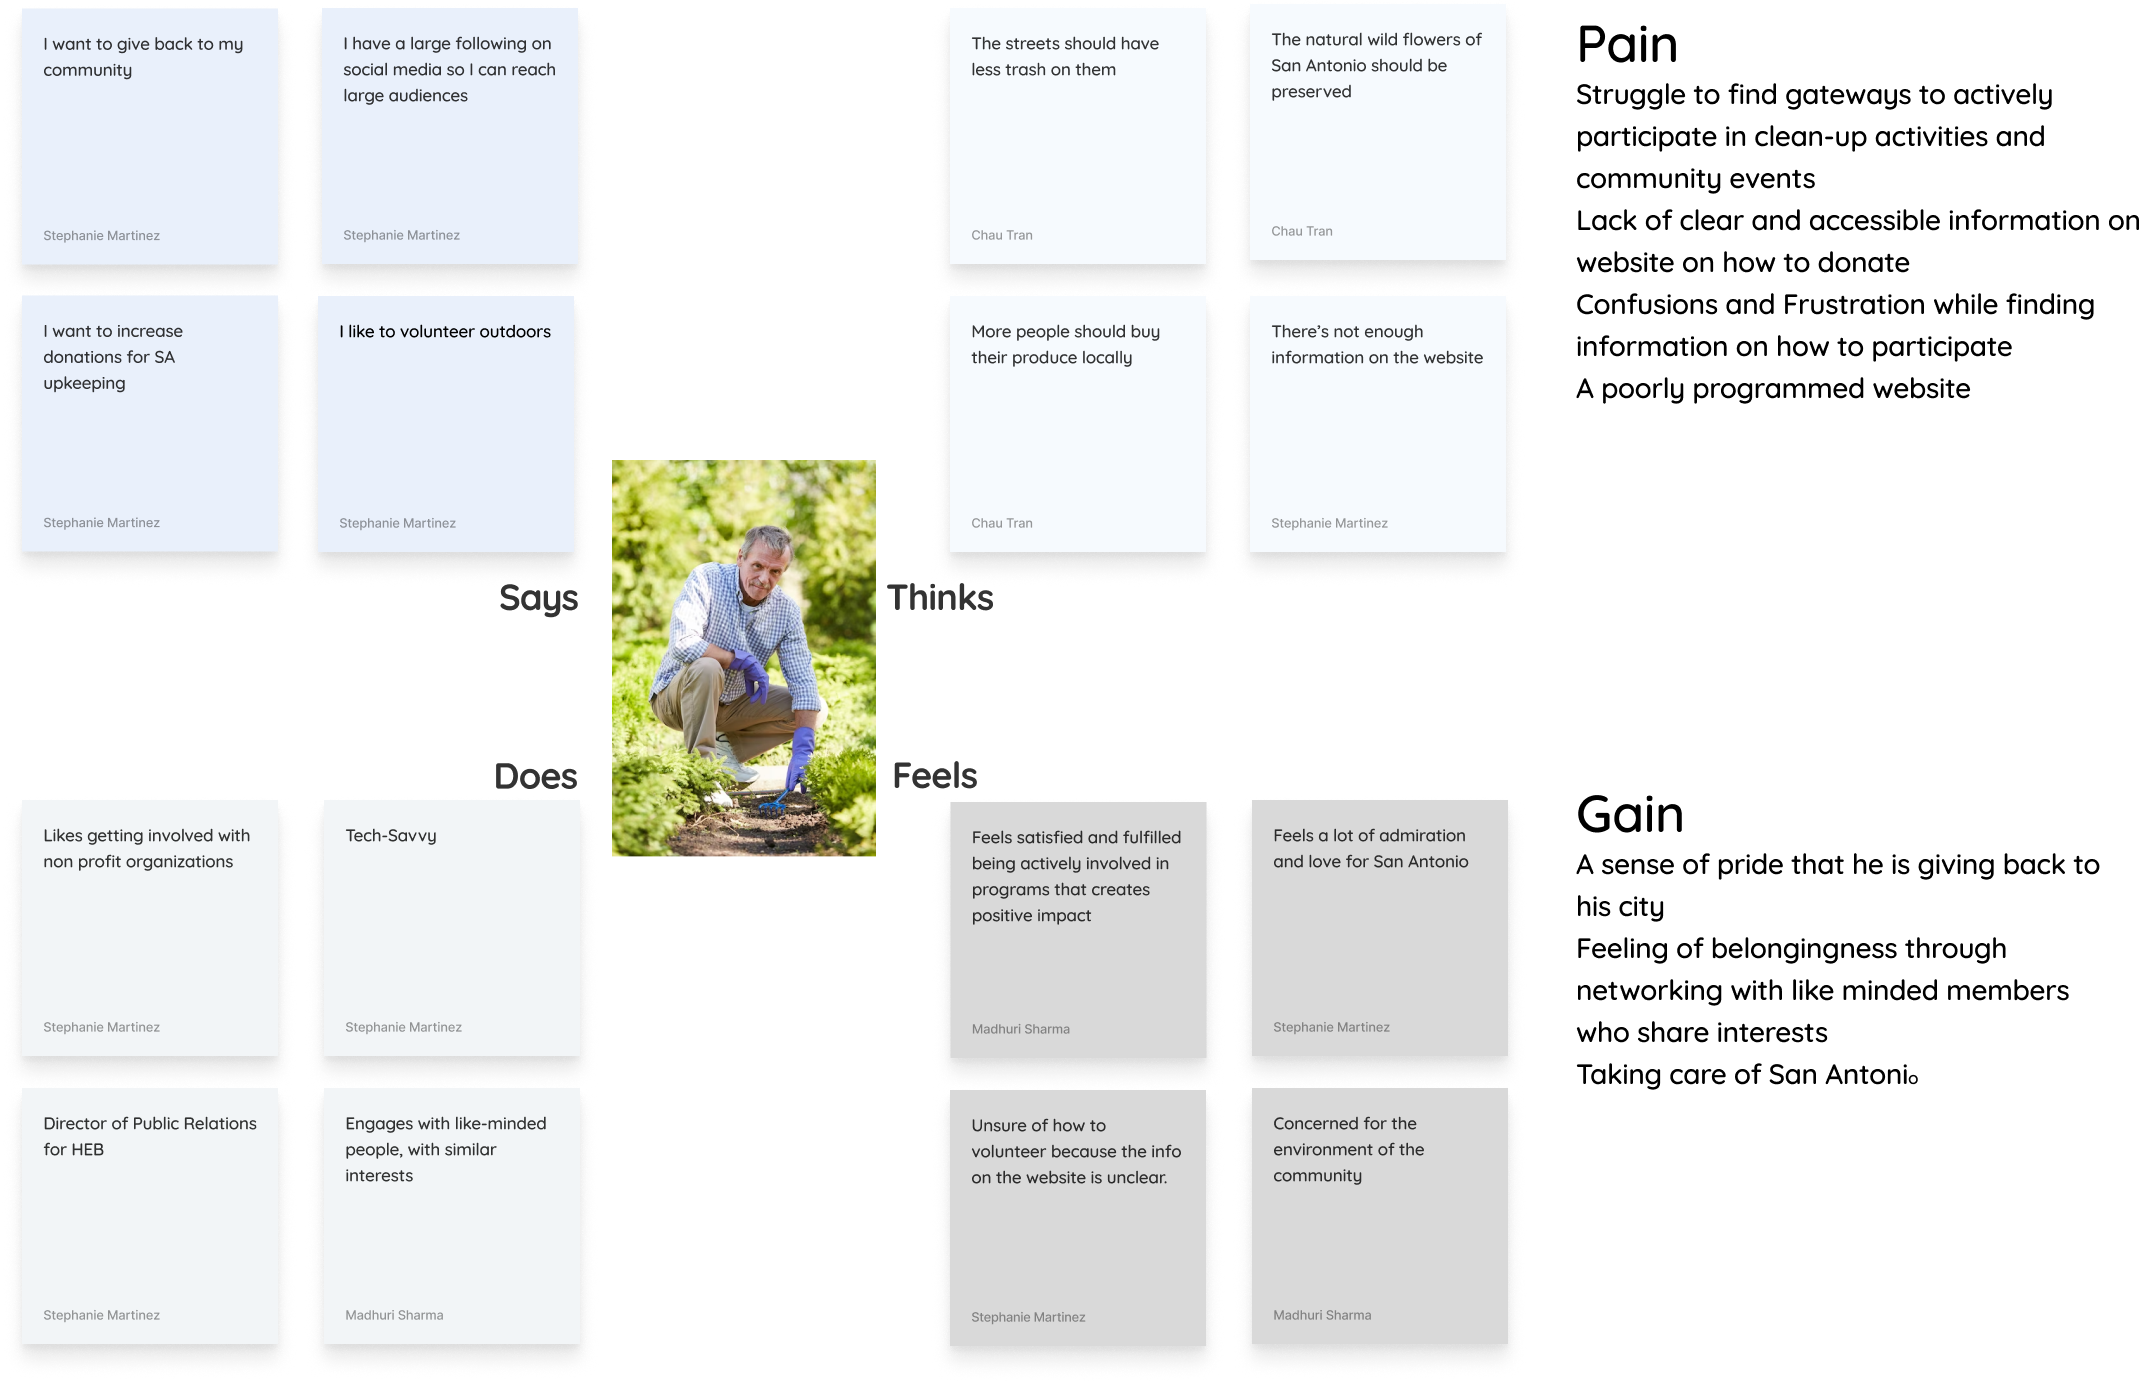 I want to give back to my
community
Stephanie Martinez
I have a large following on
social media so I can reach
large audiences
Stephanie Martinez
I want to increase
donations for SA
upkeeping
Stephanie Martinez
I like to volunteer outdoors
Stephanie Martinez
Says
The streets should have
less trash on them
Chau Tran
The natural wild flowers of
San Antonio should be
preserved
Chau Tran
More people should buy
their produce locally
Chau Tran
There's not enough
information on the website
Stephanie Martinez
Thinks
Pain
Struggle to find gateways to actively
participate in clean-up activities and
community events
Lack of clear and accessible information on
website on how to donate
Confusions and Frustration while finding
information on how to participate
A poorly programmed website
Does
Likes getting involved with
non profit organizations
Stephanie Martinez
Tech-Savvy
Stephanie Martinez
Director of Public Relations
for HEB
Stephanie Martinez
Engages with like-minded
people, with similar
interests
Madhuri Sharma
Feels
Feels satisfied and fulfilled
being actively involved in
programs that creates
positive impact
Madhuri Sharma
Feels a lot of admiration
and love for San Antonio
Stephanie Martinez
Unsure of how to
volunteer because the info
on the website is unclear.
Stephanie Martinez
Concerned for the
environment of the
community
Madhuri Sharma
Gain
A sense of pride that he is giving back to
his city
Feeling of belongingness through
networking with like minded members
who share interests
Taking care of San Antonio